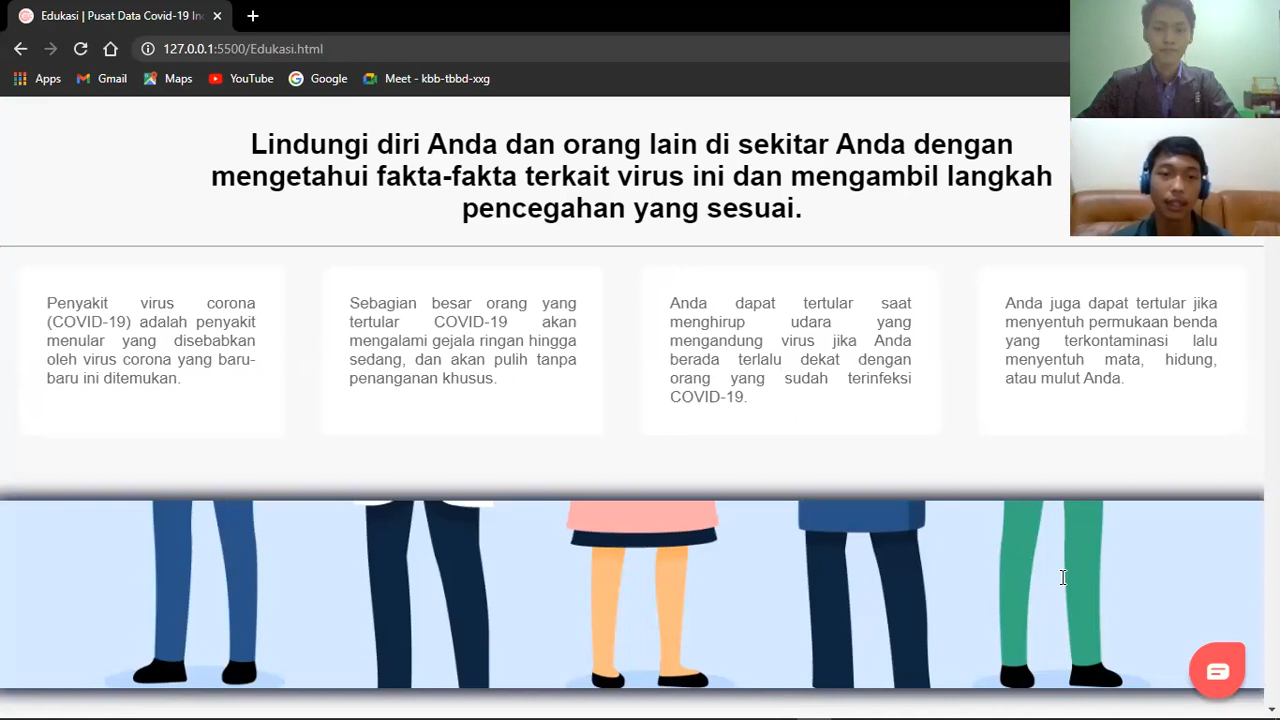 Edukasi | Pusat Data Covid-19 In
127.0.0.1:5500/Edukasi.html
Apps
Gmail
Maps
YouTube
Google
Meet - kbb-tbbd-xxg
Lindungi diri Anda dan orang lain di sekitar Anda dengan
mengetahui fakta-fakta terkait virus ini dan mengambil langkah
pencegahan yang sesuai.
Penyakit virus corona
(COVID-19) adalah penyakit
menular yang disebabkan
oleh virus corona yang baru-
baru ini ditemukan.
Sebagian besar orang yang
tertular COVID-19 akan
mengalami gejala ringan hingga
sedang, dan akan pulih tanpa
penanganan khusus.
Anda dapat tertular saat
menghirup udara yang
mengandung virus jika Anda
berada terlalu dekat dengan
orang yang sudah terinfeksi
COVID-19.
Anda juga dapat tertular jika
menyentuh permukaan benda
yang terkontaminasi lalu
menyentuh mata, hidung,
atau mulut Anda.